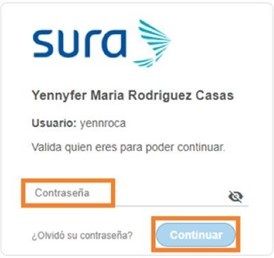 sura
Yennyfer Maria Rodriguez Casas
Usuario: yennroca
Valida quien eres para poder continuar.
Contraseña
¿Olvidó su contraseña? Continuar